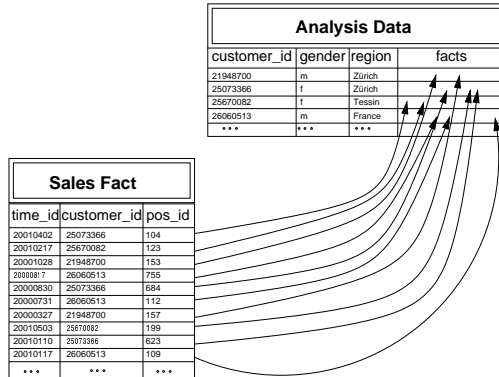 Analysis Data
customer_id gender region facts
21948700 m Zürich
25073366 f Zürich
25670082 f Tessin
26060513 m France
••• ••• •••
Sales Fact
time_id customer_id pos_id
20010402 25073366 104
20010217 25670082 123
20001028 21948700 153
20000817 26060513 755
20000830 25073366 684
20000731 26060513 112
20000327 21948700 157
20010503 25670082 199
20010110 25073366 623
20010117 26060513 109
••• ••• •••